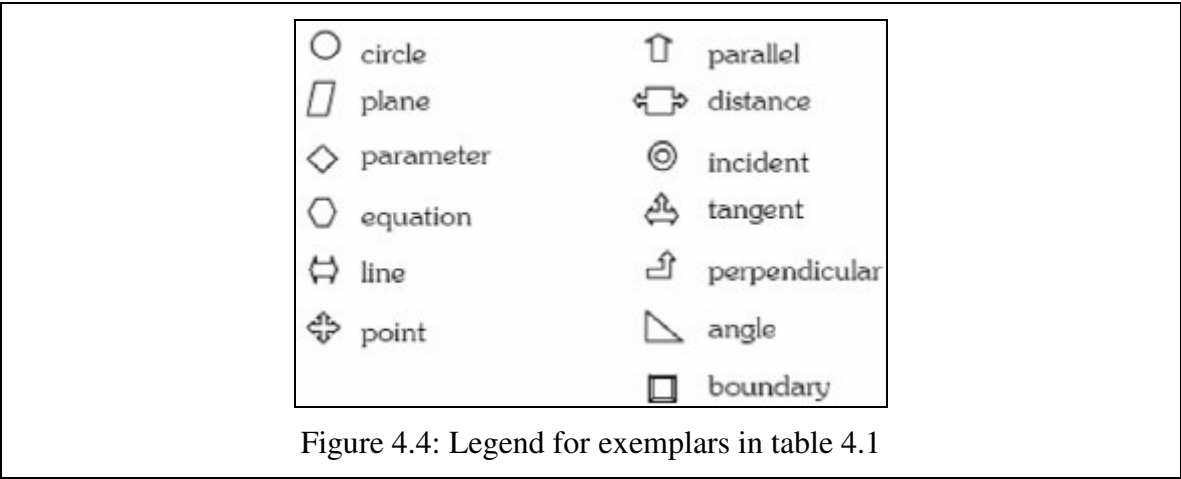 circle
plane
parameter
equation
line
point
parallel
distance
incident
tangent
perpendicular
angle
boundary
Figure 4.4: Legend for exemplars in table 4.1